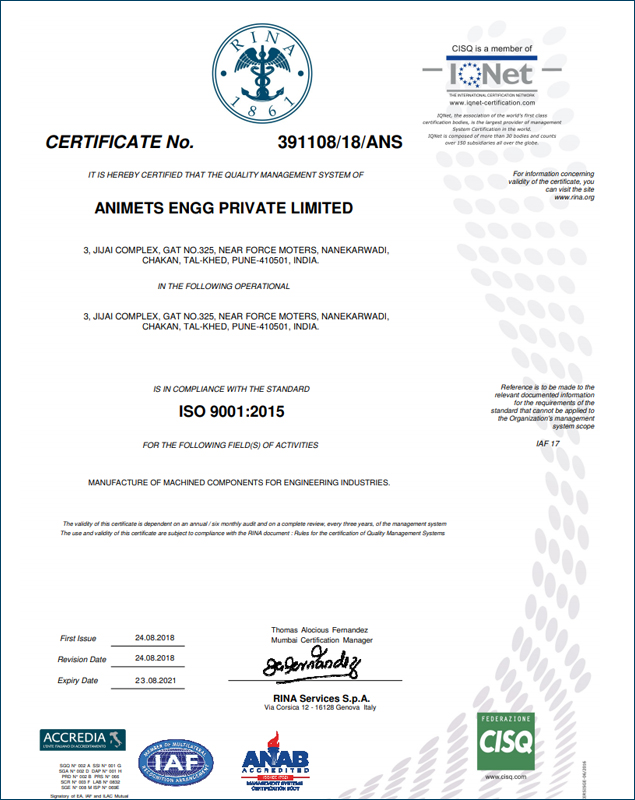 RINA
1861
CISQ is a member of
IQNet
THE INTERNATIONAL CERTIFICATION NETWORK
www.iqnet-certification.com
IQNet, the association of the world's first class
certification bodies, is the largest provider of management
System Certification in the world.
IQNet is composed of more than 30 bodies and counts
over 150 subsidiaries all over the globe.
CERTIFICATE No. 391108/18/ANS
IT IS HEREBY CERTIFIED THAT THE QUALITY MANAGEMENT SYSTEM OF
For information concerning
validity of the certificate, you
can visit the site
www.rina.org
ANIMETS ENGG PRIVATE LIMITED
3, JIJAI COMPLEX, GAT NO.325, NEAR FORCE MOTERS, NANEKARWADI,
CHAKAN, TAL-KHED, PUNE-410501, INDIA.
IN THE FOLLOWING OPERATIONAL
3, JIJAI COMPLEX, GAT NO.325, NEAR FORCE MOTERS, NANEKARWADI,
CHAKAN, TAL-KHED, PUNE-410501, INDIA.
IS IN COMPLIANCE WITH THE STANDARD
ISO 9001:2015
Reference is to be made to the
relevant documented information
for the requirements of the
standard that cannot be applied to
the Organization's management
system scope
FOR THE FOLLOWING FIELD(S) OF ACTIVITIES
IAF 17
MANUFACTURE OF MACHINED COMPONENTS FOR ENGINEERING INDUSTRIES.
The validity of this certificate is dependent on an annual / six monthly audit and on a complete review, every three years, of the management system
The use and validity of this certificate are subject to compliance with the RINA document : Rules for the certification of Quality Management Systems
First Issue 24.08.2018
Revision Date 24.08.2018
Expiry Date 23.08.2021
Thomas Alocious Fernandez
Mumbai Certification Manager
RINA Services S.p.A.
Via Corsica 12 - 16128 Genova Italy
ACCREDIA
L'ENTE ITALIANO DI ACCREDITAMENTO
SGQ N° 002 A SSI N° 001 G
SGA N° 002 D DAP N° 001 H
PRD N° 002 B PRS N° 066
SCR N° 003 F LAB N° 0832
Signatory of EA, IAF and ILAC Mutual
MEMBER OF MULTILATERAL
IAF
RECOGNITION ARRANGEMENT
ANAB
ACCREDITED
MANAGEMENT SYSTEMS
CERTIFICATION BODY
FEDERAZIONE
CISQ
www.cisq.com